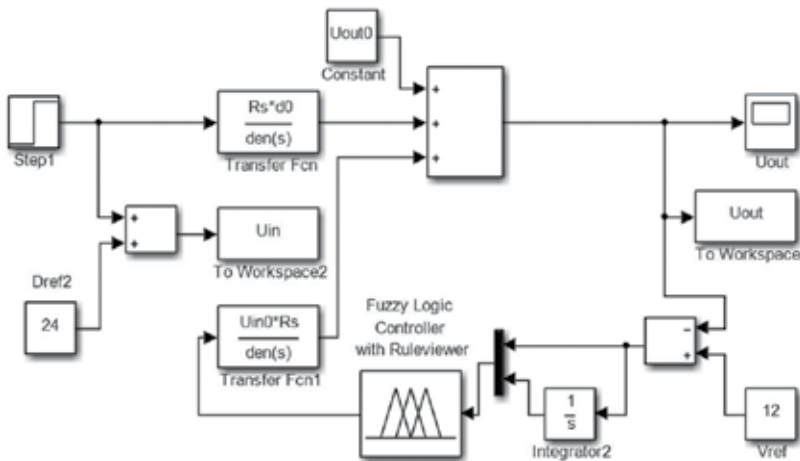 Uout0
Constant
+
+
+
Step1
Rs*d0
den(s)
Transfer Fcn
Uout
+
+
Uin
To Workspace2
Uout
To Workspace
Dref2
24
Uin0*Rs
den(s)
Transfer Fcn1
Fuzzy Logic
Controller
with Ruleviewer
−
+
1
s
Integrator2
12
Vref